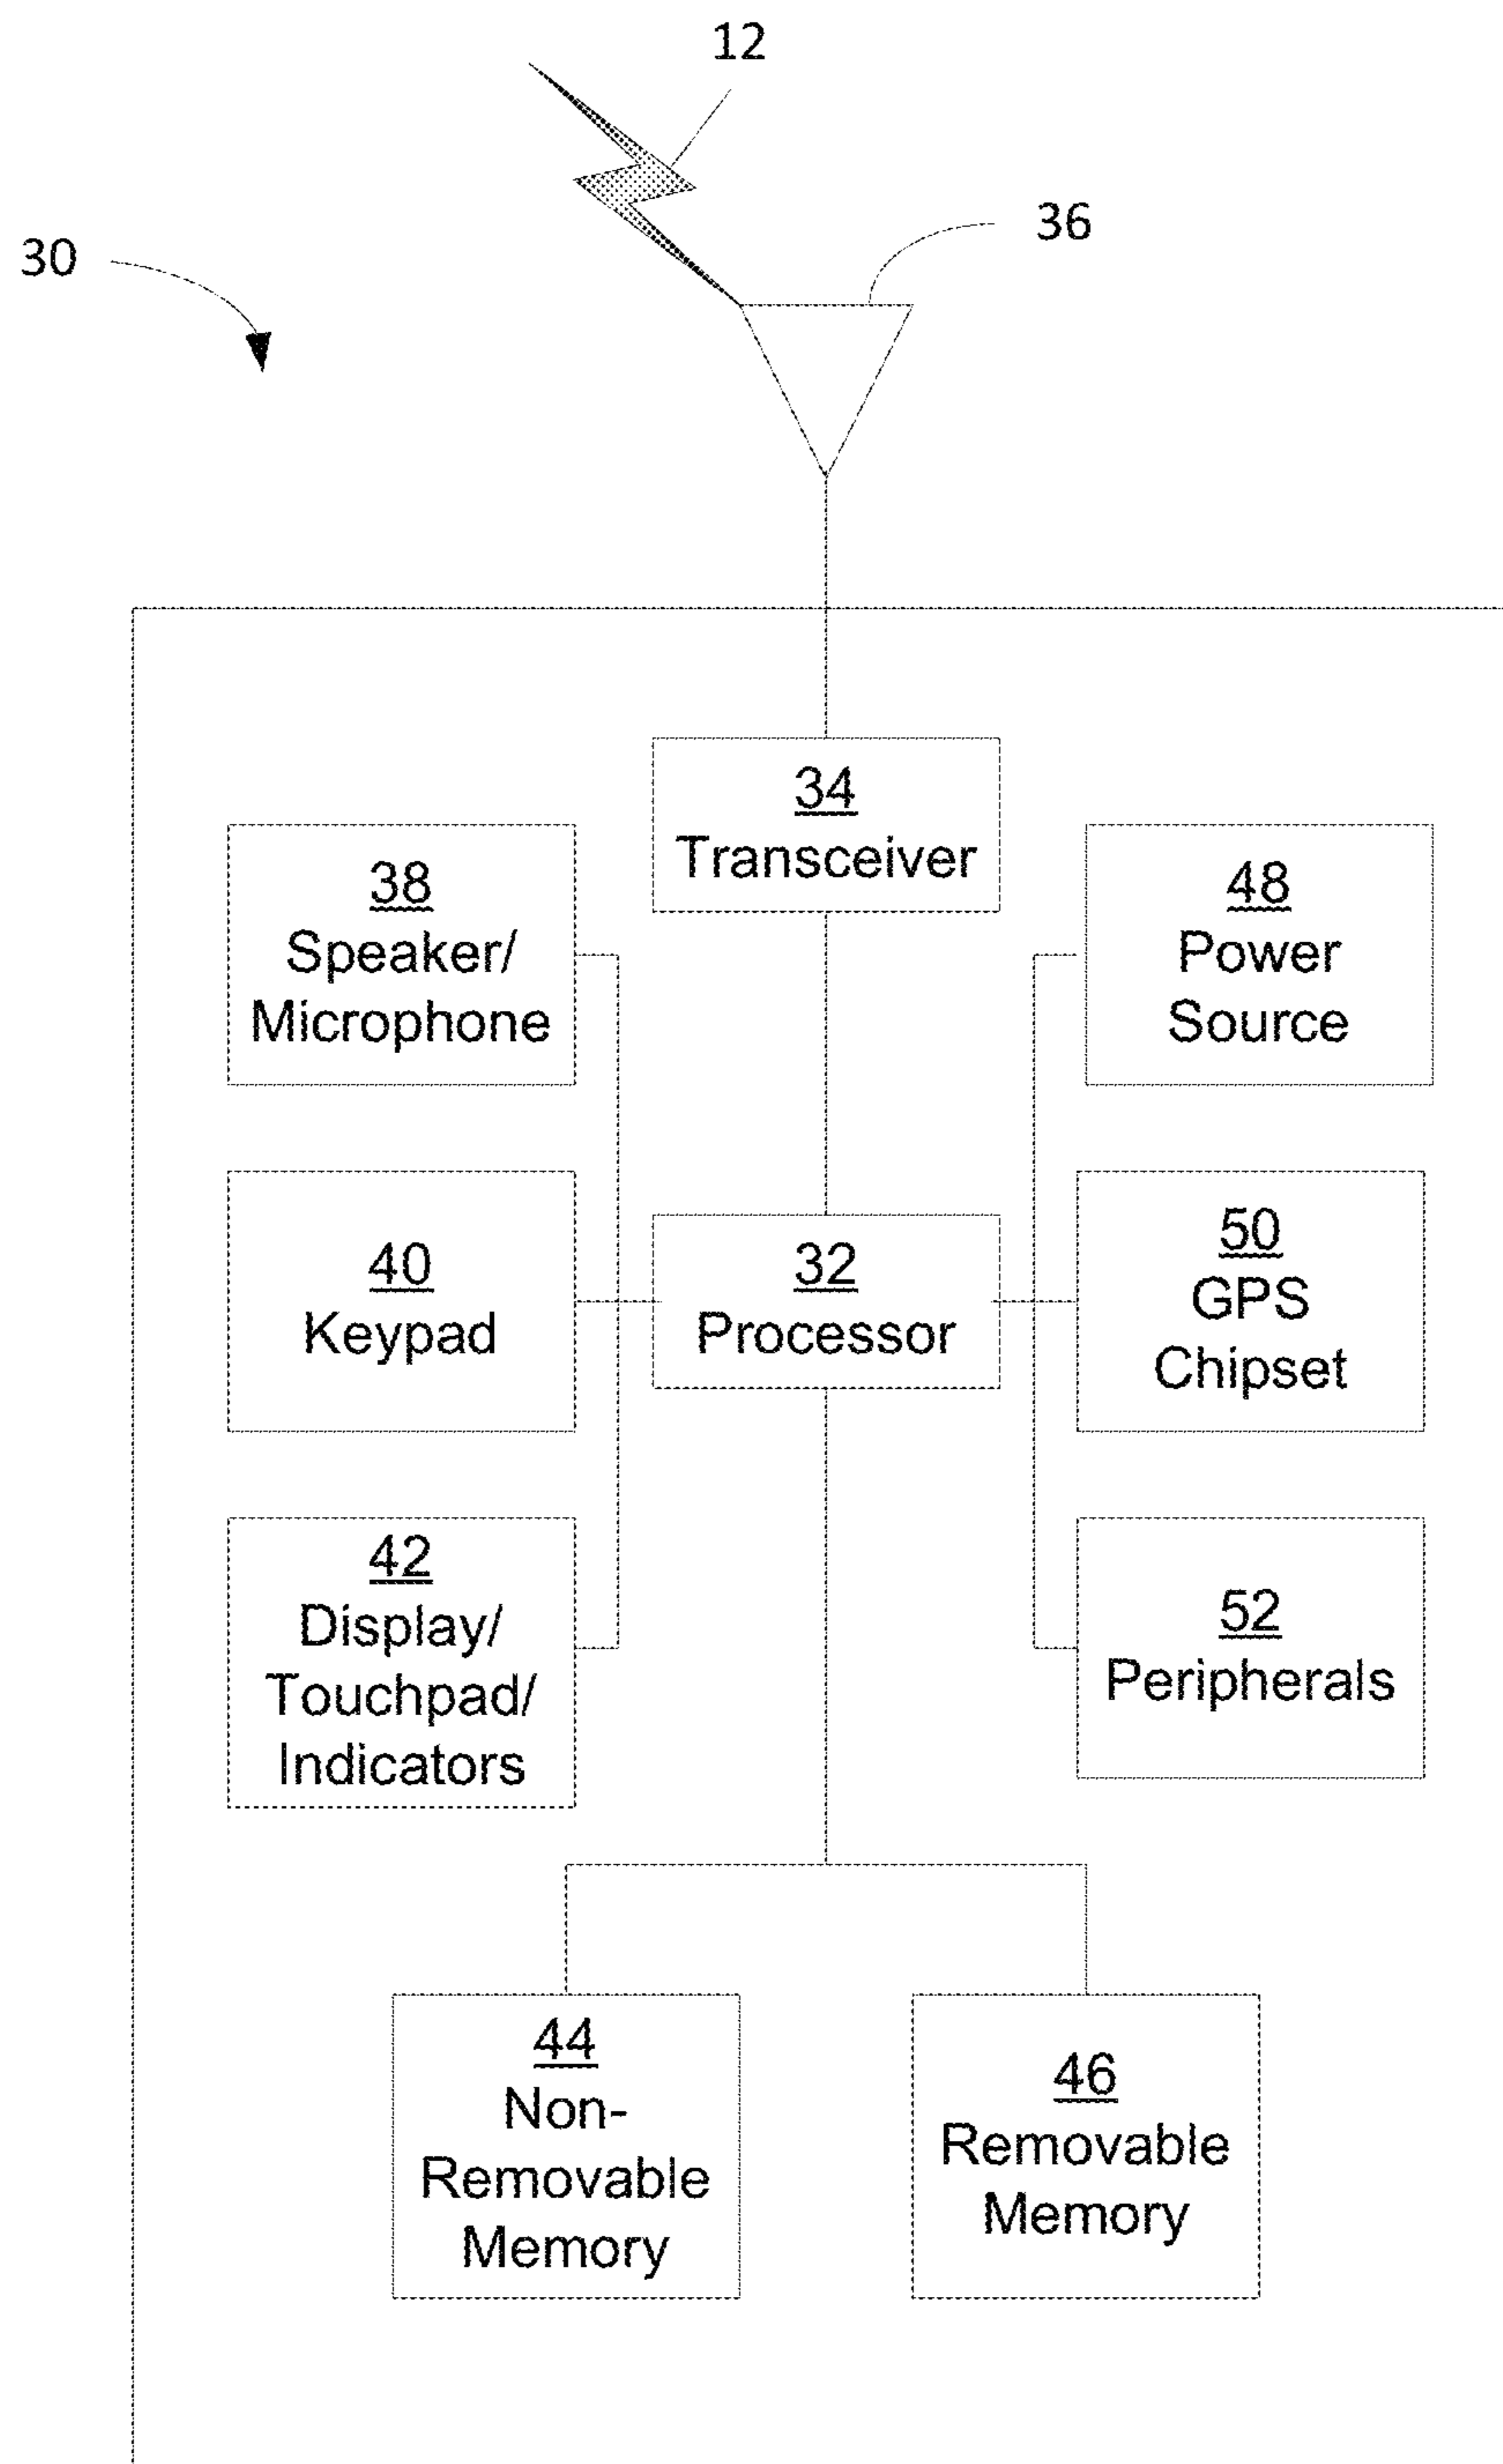 12
36
30
34
Transceiver
38
Speaker/
Microphone
48
Power
Source
40
Keypad
32
Processor
50
GPS
Chipset
42
Display/
Touchpad/
Indicators
52
Peripherals
44
Non-
Removable
Memory
46
Removable
Memory